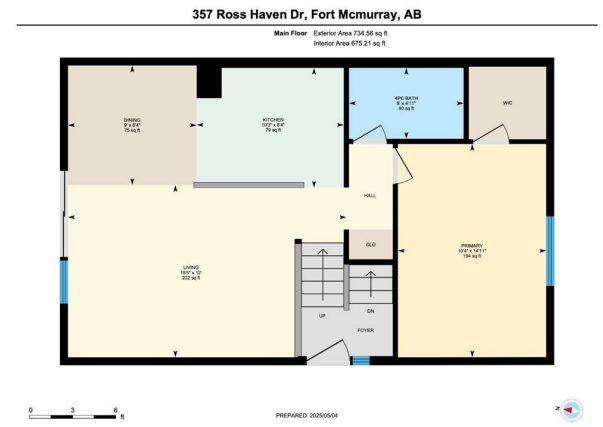 357 Ross Haven Dr, Fort Mcmurray, AB
Main Floor Exterior Area 734.56 sq ft
Interior Area 675.21 sq ft
DINING
9' x 8'4"
75 sq ft
KITCHEN
10'3" x 8'4"
79 sq ft
4PC BATH
8' x 4'11"
40 sq ft
WIC
HALL
CLO
PRIMARY
10'4" x 14'11"
154 sq ft
LIVING
16'5" x 12'
202 sq ft
UP
DN
FOYER
0 3 6
ft
PREPARED: 2025/05/04
N